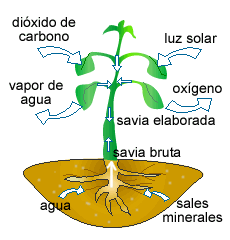 dióxido de
carbono
luz solar
vapor de
agua
oxígeno
savia elaborada
savia bruta
agua
sales
minerales